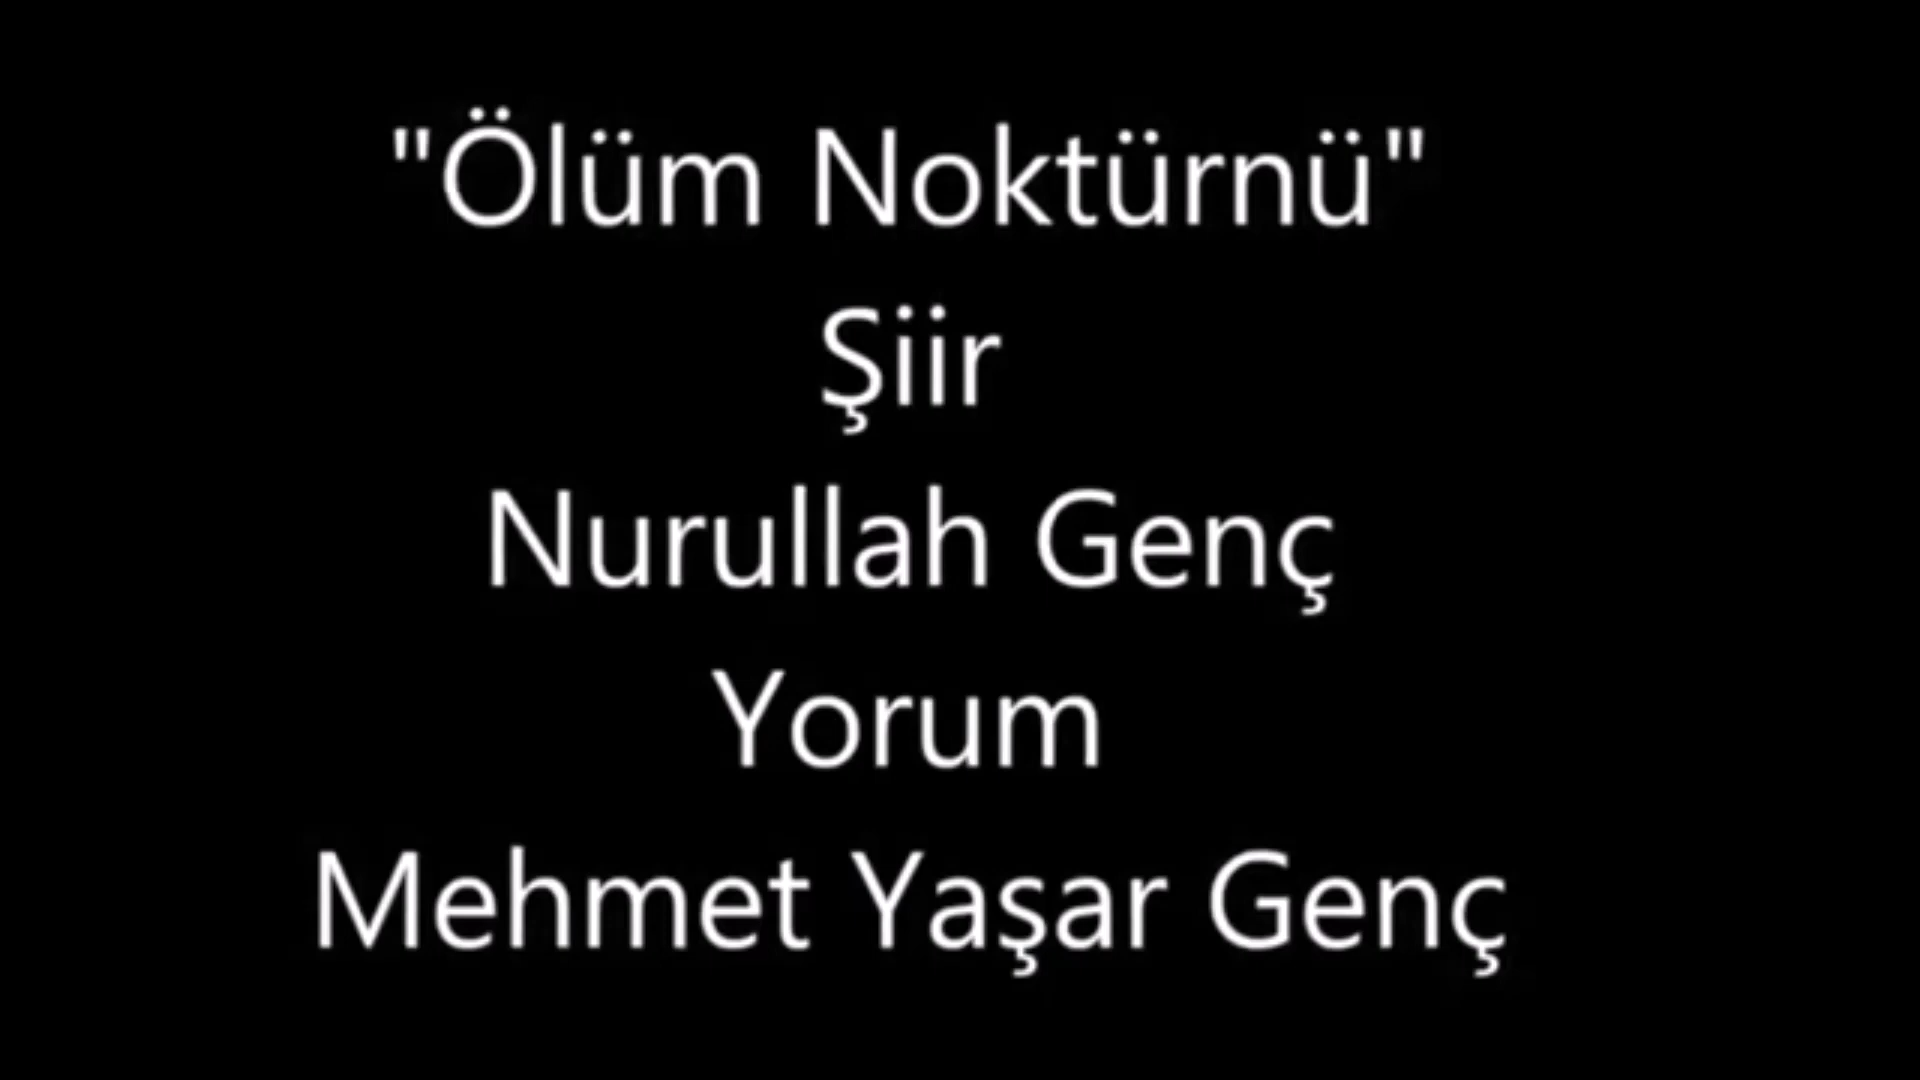 "Ölüm Noktürnü"
Şiir
Nurullah Genç
Yorum
Mehmet Yaşar Genç